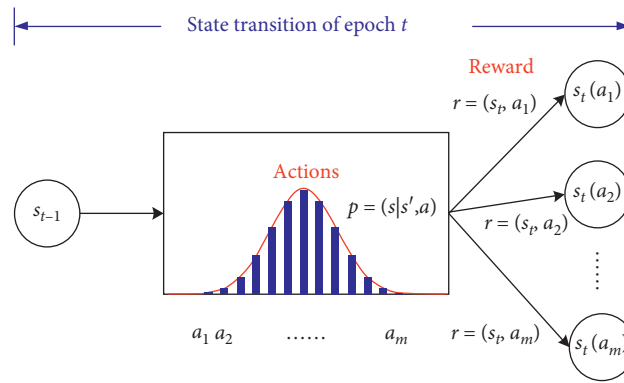 State transition of epoch t
Reward
r = (s_t, a_1)
s_t(a_1)
Actions
s_{t–1}
p = (s|s′,a)
s_t(a_2)
r = (s_t, a_2)
......
a_1 a_2 ...... a_m
r = (s_t, a_m)
s_t(a_m)